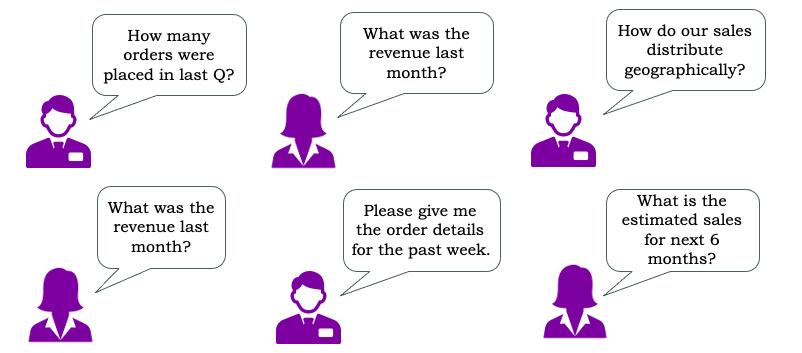 How many
orders were
placed in last Q?
What was the
revenue last
month?
How do our sales
distribute
geographically?
What was the
revenue last
month?
Please give me
the order details
for the past week.
What is the
estimated sales
for next 6
months?